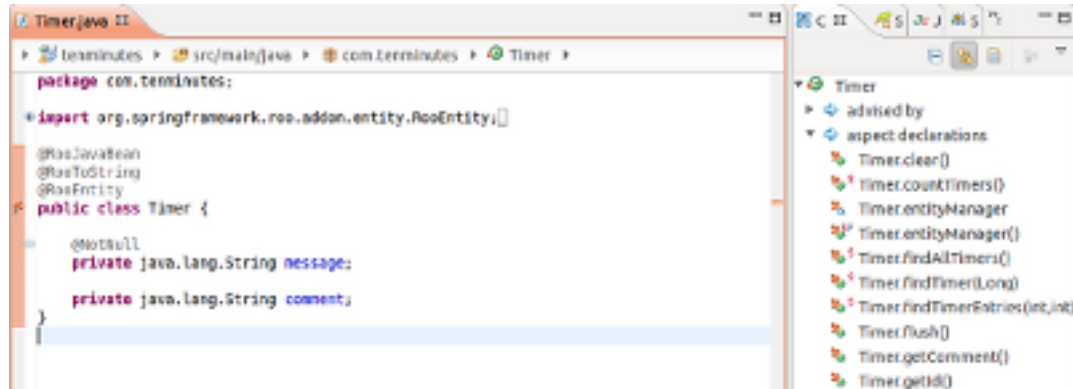 Timer.java
C S J S
tenminutes src/main/java com.tenminutes Timer
package com.tenminutes;
import org.springframework.roo.addon.entity.RooEntity;
@RooJavaBean
@RooToString
@RooEntity
public class Timer {
@NotNull
private java.lang.String message;
private java.lang.String comment;
}
Timer
advised by
aspect declarations
Timer.clear()
Timer.countTimers()
Timer.entityManager
Timer.entityManager()
Timer.findAllTimers()
Timer.findTimer(Long)
Timer.findTimerEntries(int,int)
Timer.flush()
Timer.getComment()
Timer.getId()